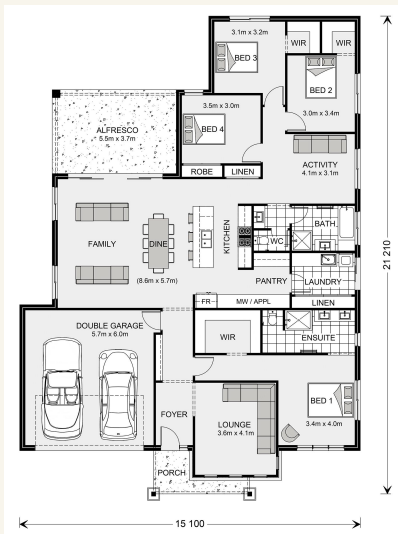 3.1m x 3.2m
WIR
WIR
BED 3
BED 2
3.0m x 3.4m
3.5m x 3.0m
BED 4
ALFRESCO
5.5m x 3.7m
ACTIVITY
4.1m x 3.1m
ROBE
LINEN
BATH
WC
KITCHEN
FAMILY
DINE
(8.6m x 5.7m)
PANTRY
LAUNDRY
FR
MW / APPL
LINEN
DOUBLE GARAGE
5.7m x 6.0m
WIR
ENSUITE
BED 1
3.4m x 4.0m
FOYER
LOUNGE
3.6m x 4.1m
PORCH
21 210
15 100